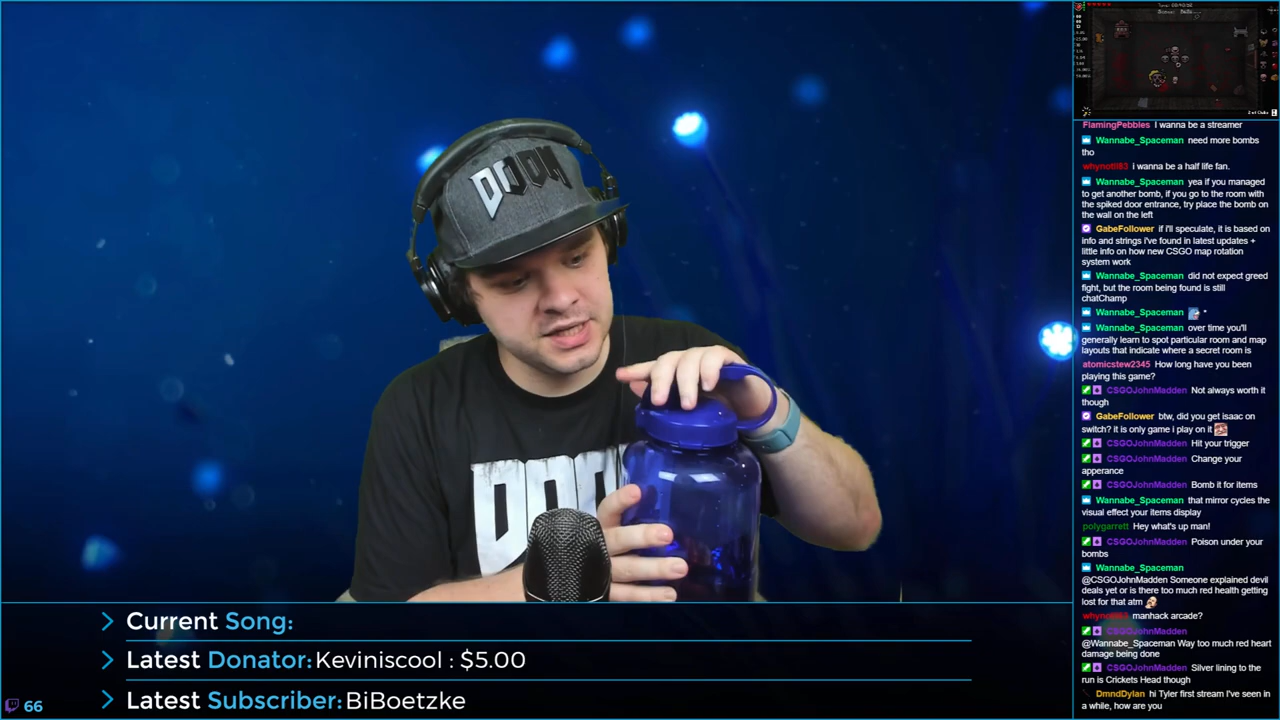 FlamingPebbles I wanna be a streamer
Wannabe_Spaceman need more bombs
tho
whynotll83 i wanna be a half life fan.
Wannabe_Spaceman yea if you managed
to get another bomb, if you go to the room with
the spiked door entrance, try place the bomb on
the wall on the left
GabeFollower if i'll speculate, it is based on
info and strings i've found in latest updates +
little info on how new CSGO map rotation
system work
Wannabe_Spaceman did not expect greed
fight, but the room being found is still
chatChamp
Wannabe_Spaceman *
Wannabe_Spaceman over time you'll
generally learn to spot particular room and map
layouts that indicate where a secret room is
atomicstew2345 How long have you been
playing this game?
CSGOJohnMadden Not always worth it
though
GabeFollower btw, did you get isaac on
switch? it is only game i play on it
CSGOJohnMadden Hit your trigger
CSGOJohnMadden Change your
apperance
CSGOJohnMadden Bomb it for items
Wannabe_Spaceman that mirror cycles the
visual effect your items display
polygarrett Hey what's up man!
CSGOJohnMadden Poison under your
bombs
Wannabe_Spaceman
@CSGOJohnMadden Someone explained devil
deals yet or is there too much red health getting
lost for that atm
manhack arcade?
CSGOJohnMadden
@Wannabe_Spaceman Way too much red heart
damage being done
CSGOJohnMadden Silver lining to the
run is Crickets Head though
DmndDylan hi Tyler first stream I've seen in
a while, how are you
DOOM
DOOM
Current Song:
Latest Donator: Keviniscool : $5.00
Latest Subscriber: BiBoetzke
66